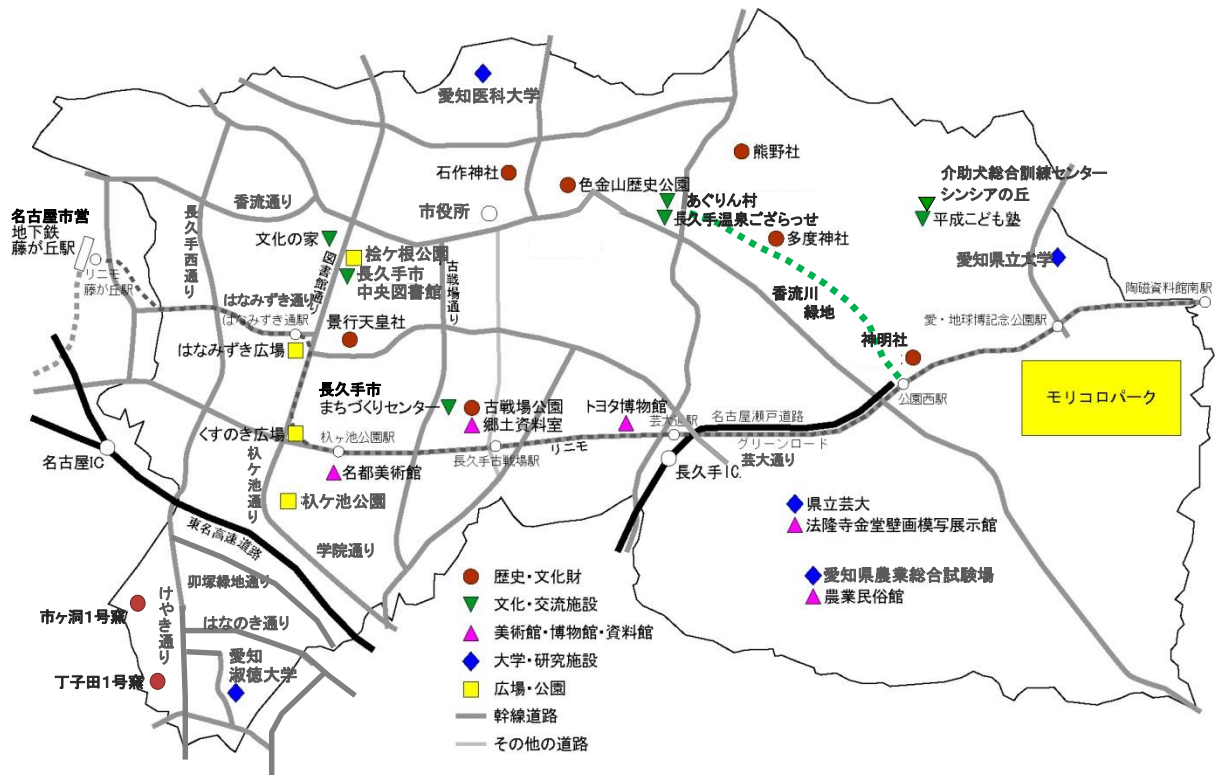 愛知医科大学
熊野社
石作神社
色金山歴史公園
介助犬総合訓練センター
シンシアの丘
平成こども塾
あぐりん村
長久手温泉ござらっせ
香流通り
市役所
名古屋市営
地下鉄
藤が丘駅
リニモ
藤が丘駅
長久手西通り
文化の家
図書館通り
桧ケ根公園
長久手市
中央図書館
古戦場通り
多度神社
愛知県立大学
香流川
緑地
陶磁資料館南駅
愛・地球博記念公園駅
はなみずき通り
はなみずき通駅
景行天皇社
はなみずき広場
神明社
公園西駅
モリコロパーク
長久手市
まちづくりセンター
古戦場公園
郷土資料室
トヨタ博物館
芸大通駅
名古屋瀬戸道路
グリーンロード
芸大通り
くすのき広場
杁ヶ池公園駅
長久手古戦場駅
リニモ
名古屋IC
長久手IC.
杁ケ池通り
名都美術館
杁ケ池公園
県立芸大
法隆寺金堂壁画模写展示館
東名高速道路
学院通り
愛知県農業総合試験場
農業民俗館
卯塚緑地通り
けやき通り
市ヶ洞1号窯
はなのき通り
愛知
淑徳大学
丁子田1号窯
歴史・文化財
文化・交流施設
美術館・博物館・資料館
大学・研究施設
広場・公園
幹線道路
その他の道路